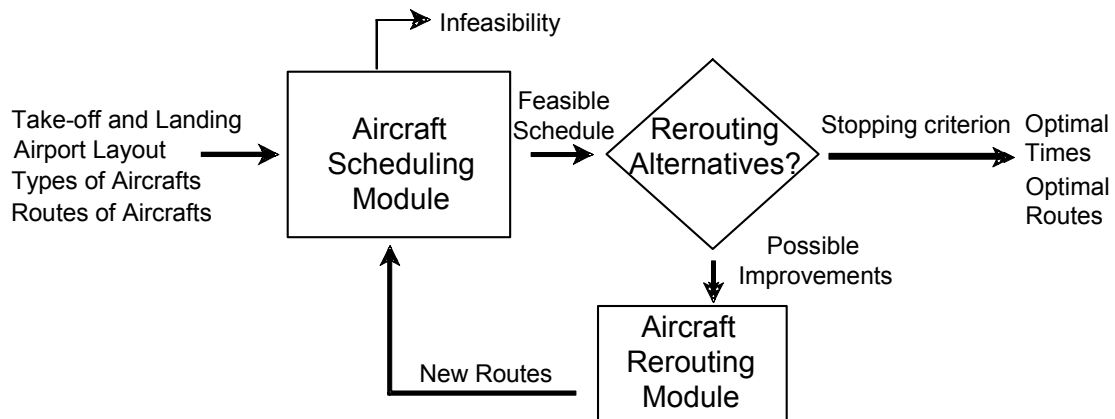 Infeasibility
Take-off and Landing
Airport Layout
Types of Aircrafts
Routes of Aircrafts
Aircraft
Scheduling
Module
Feasible
Schedule
Rerouting
Alternatives?
Stopping criterion
Optimal
Times
Optimal
Routes
Possible
Improvements
Aircraft
Rerouting
Module
New Routes